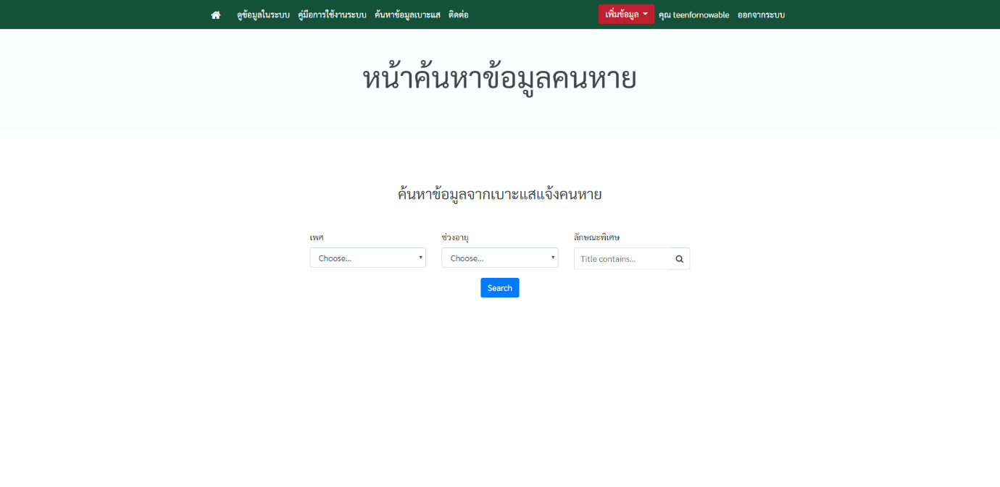 ดูข้อมูลในระบบ คู่มือการใช้งานระบบ ค้นหาข้อมูลเบาะแส ติดต่อ เพิ่มข้อมูล คุณ teenfornowable ออกจากระบบ
หน้าค้นหาข้อมูลคนหาย
ค้นหาข้อมูลจากเบาะแสแจ้งคนหาย
เพศ ช่วงอายุ ลักษณะพิเศษ
Choose... Choose... Title contains...
Search